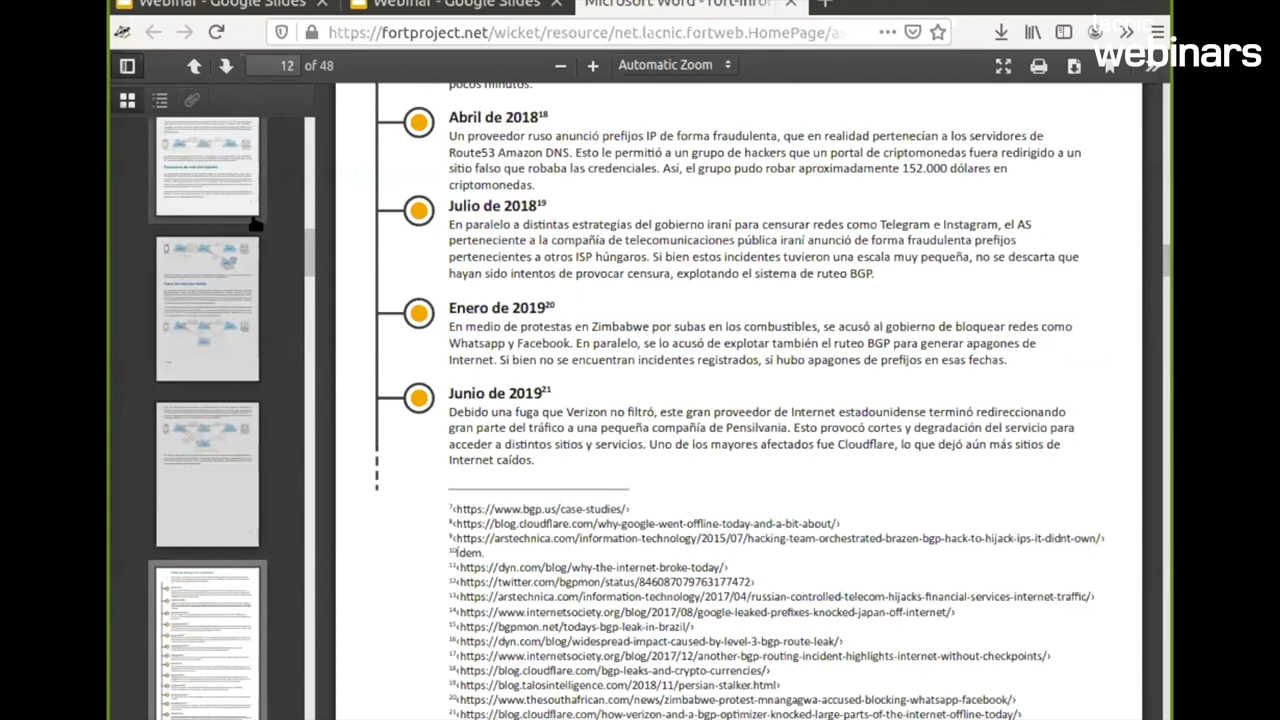 Webinar - Google Slides
Webinar - Google Slides
Microsoft Word - fort-infor
lacnic
webinars
https://fortproject.net/wicket/resource/net.lacnic.fortweb.HomePage/as
12 of 48
Automatic Zoom
pocos minutos.
Abril de 2018¹⁸
Un proveedor ruso anunció prefijos IP de forma fraudulenta, que en realidad pertenecían a los servidores de
Route53 Amazon DNS. Esto le permitió a un grupo de hackers que un portal de criptomonedas fuera redirigido a un
sitio falso que robaba las credenciales. Así, el grupo pudo robar aproximadamente 152.000 dólares en
criptomonedas.
Julio de 2018¹⁹
En paralelo a distintas estrategias del gobierno iraní para censurar redes como Telegram e Instagram, el AS
perteneciente a la compañía de telecomunicaciones pública iraní anunció de forma fraudulenta prefijos
pertenecientes a otros ISP húngaros. Si bien estos incidentes tuvieron una escala muy pequeña, no se descarta que
hayan sido intentos de provocar censura, explotando el sistema de ruteo BGP.
Enero de 2019²⁰
En medio de protestas en Zimbabwe por subas en los combustibles, se acusó al gobierno de bloquear redes como
Whatsapp y Facebook. En paralelo, se lo acusó de explotar también el ruteo BGP para generar apagones de
Internet. Si bien no se encuentran incidentes registrados, sí hubo apagones de prefijos en esas fechas.
Junio de 2019²¹
Debido una fuga que Verizon no filtró, este gran proveedor de Internet estadounidense terminó redireccionando
gran parte del tráfico a una pequeña compañía de Pensilvania. Esto provocó cortes y degradación del servicio para
acceder a distintos sitios y servicios. Uno de los mayores afectados fue Cloudflare, lo que dejó aún más sitios de
Internet caídos.
⁷‹https://www.bgp.us/case-studies/›
⁸‹https://blog.cloudflare.com/why-google-went-offline-today-and-a-bit-about/›
⁹‹https://arstechnica.com/information-technology/2015/07/hacking-team-orchestrated-brazen-bgp-hack-to-hijack-ips-it-didnt-own/›
¹⁰Ídem.
¹¹‹https://dyn.com/blog/why-the-internet-broke-today/›
¹²‹https://twitter.com/bgpmon/status/846087079763177472›
¹³‹https://arstechnica.com/information-technology/2017/04/russian-controlled-telecom-hijacks-financial-services-internet-traffic/›
¹⁴‹https://www.internetsociety.org/blog/2017/08/google-leaked-prefixes-knocked-japan-off-internet/›
¹⁵‹https://bgpmon.net/todays-bgp-leak-in-brazil/›
¹⁶‹https://dyn.com/blog/widespread-impact-caused-by-level-3-bgp-route-leak/›
¹⁷‹https://www.internetsociety.org/blog/2017/12/another-bgp-routing-incident-highlights-internet-without-checkpoints/›
¹⁸‹https://blog.cloudflare.com/bgp-leaks-and-crypto-currencies/›
¹⁹‹https://blog.talosintelligence.com/2018/11/persian-stalker.html›
²⁰‹https://www.thesouthafrican.com/news/zimbabwe-protest-mnangagwa-accused-blocking-whatsapp-facebook/›
²¹‹https://blog.cloudflare.com/how-verizon-and-a-bgp-optimizer-knocked-large-parts-of-the-internet-offline-today/›